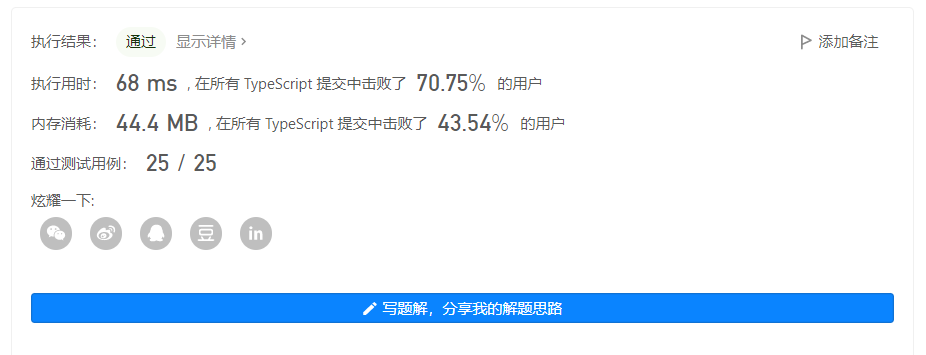 执行结果： 通过 显示详情 › 添加备注
执行用时： 68 ms , 在所有 TypeScript 提交中击败了 70.75% 的用户
内存消耗： 44.4 MB , 在所有 TypeScript 提交中击败了 43.54% 的用户
通过测试用例： 25 / 25
炫耀一下:
豆 in
写题解，分享我的解题思路